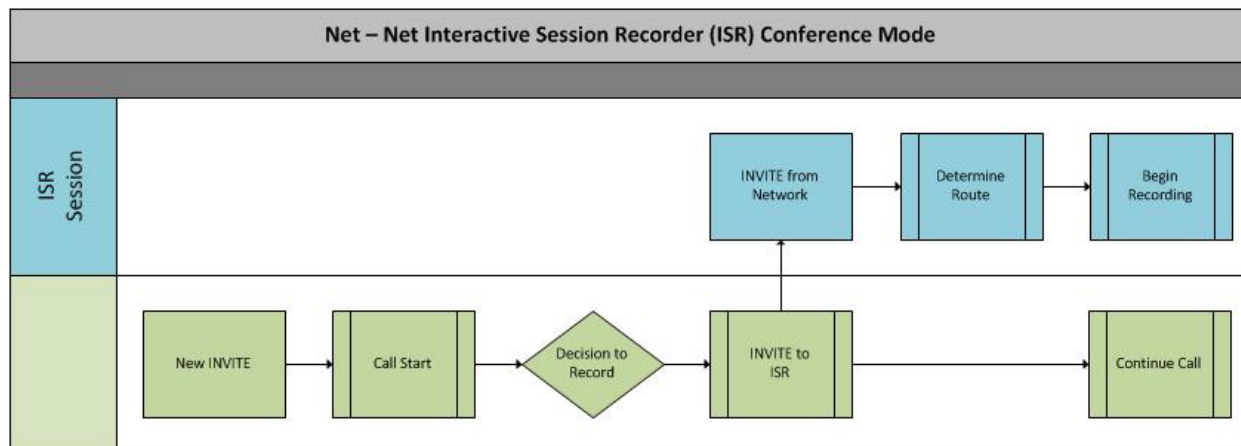 Net – Net Interactive Session Recorder (ISR) Conference Mode
ISR
Session
INVITE from
Network
Determine
Route
Begin
Recording
New INVITE
Call Start
Decision to
Record
INVITE to
ISR
Continue Call